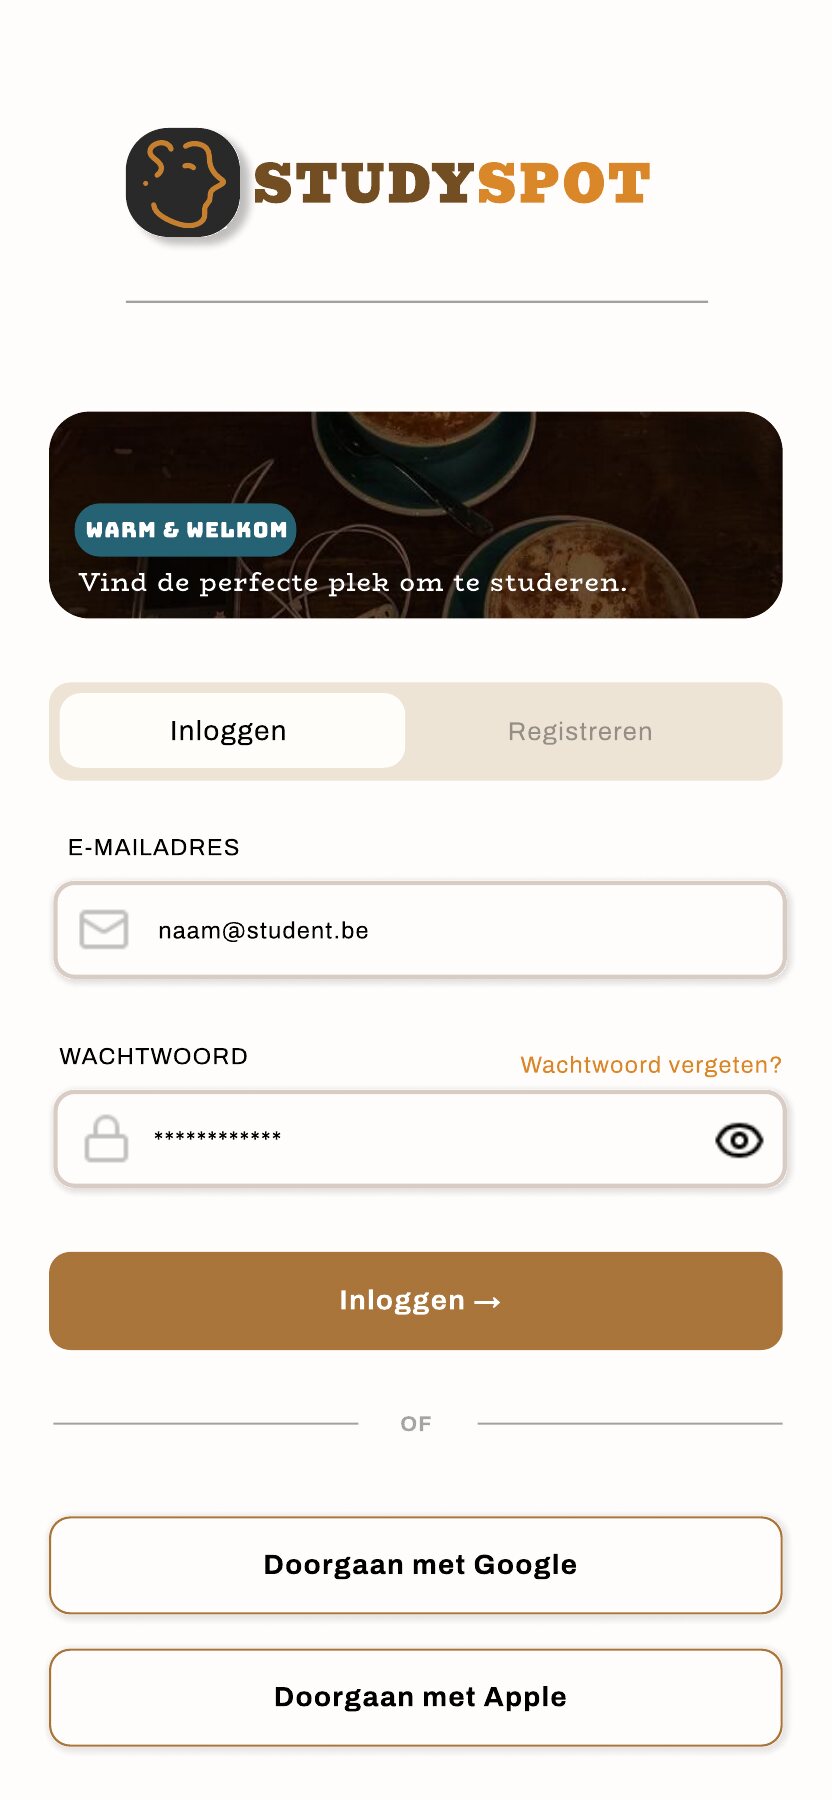 STUDYSPOT
WARM & WELKOM
Vind de perfecte plek om te studeren.
Inloggen Registreren
E-MAILADRES
naam@student.be
WACHTWOORD Wachtwoord vergeten?
************
Inloggen →
OF
Doorgaan met Google
Doorgaan met Apple